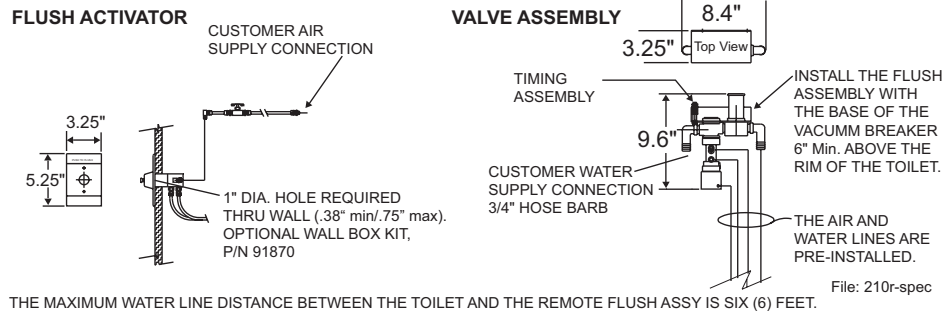 FLUSH ACTIVATOR
CUSTOMER AIR
SUPPLY CONNECTION
3.25"
5.25"
1" DIA. HOLE REQUIRED
THRU WALL (.38" min/.75" max).
OPTIONAL WALL BOX KIT,
P/N 91870
VALVE ASSEMBLY
8.4"
3.25"
Top View
TIMING
ASSEMBLY
9.6"
INSTALL THE FLUSH
ASSEMBLY WITH
THE BASE OF THE
VACUMM BREAKER
6" Min. ABOVE THE
RIM OF THE TOILET.
CUSTOMER WATER
SUPPLY CONNECTION
3/4" HOSE BARB
THE AIR AND
WATER LINES ARE
PRE-INSTALLED.
File: 210r-spec
THE MAXIMUM WATER LINE DISTANCE BETWEEN THE TOILET AND THE REMOTE FLUSH ASSY IS SIX (6) FEET.